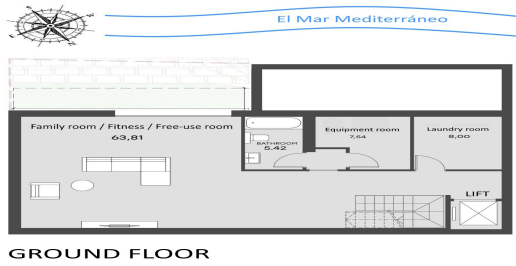 El Mar Mediterráneo
Family room / Fitness / Free-use room
63,81
BATHROOM
5.42
Equipment room
7,54
Laundry room
8,00
LIFT
GROUND FLOOR